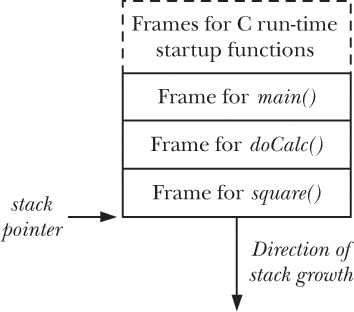 Frames for C run-time
startup functions
Frame for main()
Frame for doCalc()
Frame for square()
stack
pointer
Direction of
stack growth